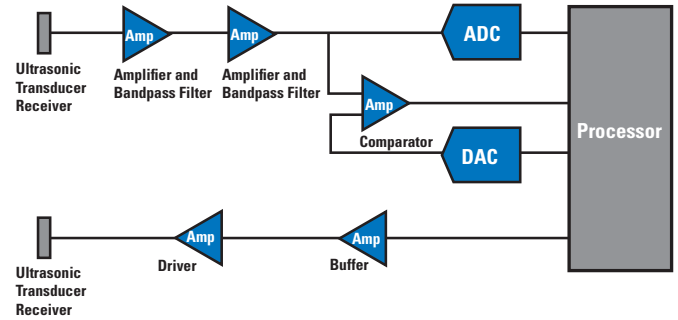 Amp
Amp
ADC
Ultrasonic
Transducer
Receiver
Amplifier and
Bandpass Filter
Amplifier and
Bandpass Filter
Amp
Comparator
DAC
Processor
Amp
Amp
Driver
Buffer
Ultrasonic
Transducer
Receiver